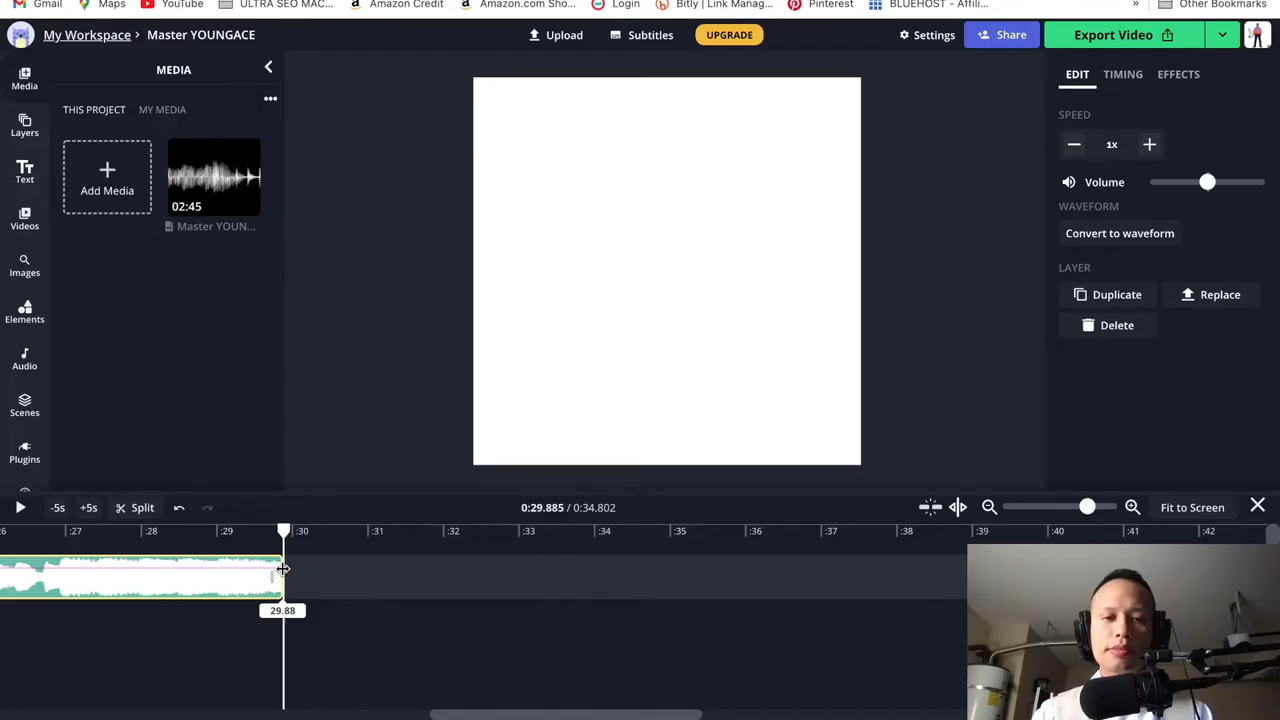 Gmail Maps YouTube ULTRA SEO MAC... Amazon Credit Amazon.com Sho... Login Bitly | Link Manag... Pinterest BLUEHOST - Affili... » Other Bookmarks
My Workspace › Master YOUNGACE Upload Subtitles UPGRADE Settings Share Export Video
Media
MEDIA
EDIT TIMING EFFECTS
THIS PROJECT MY MEDIA
SPEED
Layers
1x
Text
Add Media
02:45
Volume
Master YOUN...
WAVEFORM
Videos
Convert to waveform
Images
LAYER
Duplicate Replace
Elements
Delete
Audio
Scenes
Plugins
-5s +5s Split 0:29.885 / 0:34.802 Fit to Screen
:27 :28 :29 :30 :31 :32 :33 :34 :35 :36 :37 :38 :39 :40 :41 :42
29.88